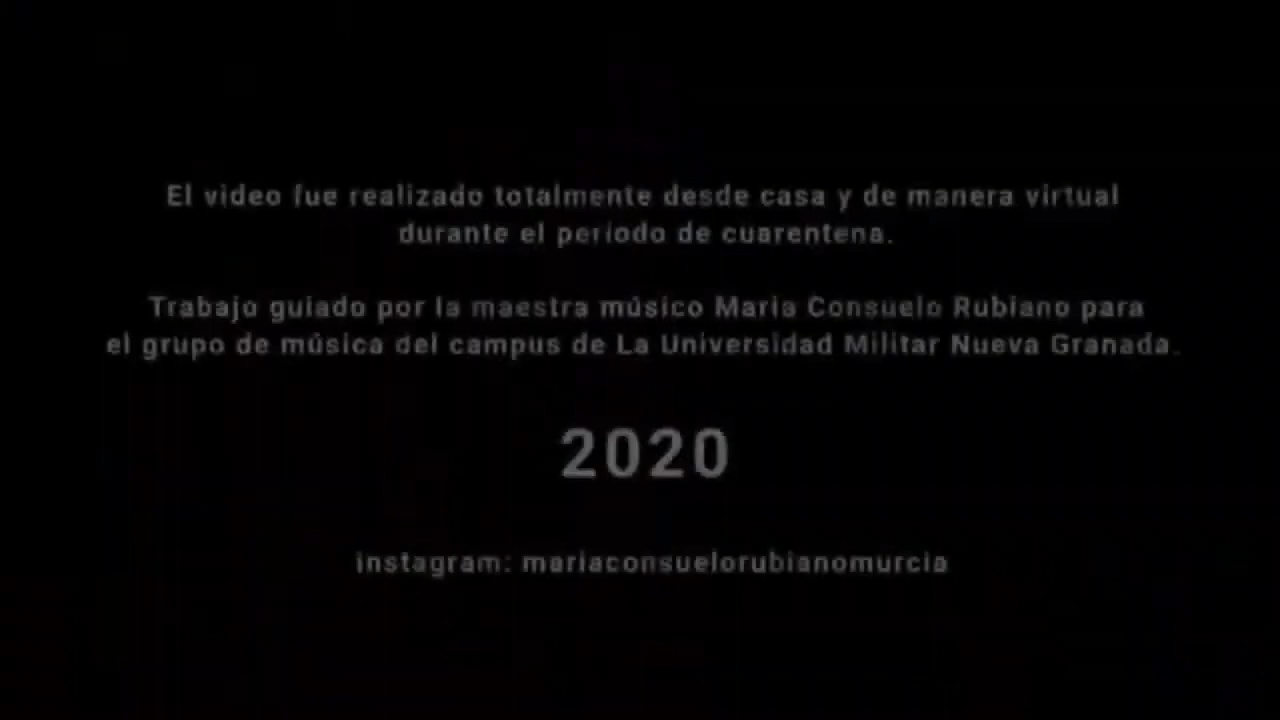 El video fue realizado totalmente desde casa y de manera virtual
durante el periodo de cuarentena.
Trabajo guiado por la maestra músico Maria Consuelo Rubiano para
el grupo de música del campus de La Universidad Militar Nueva Granada.
2020
instagram: mariaconsuelorubianomurcia